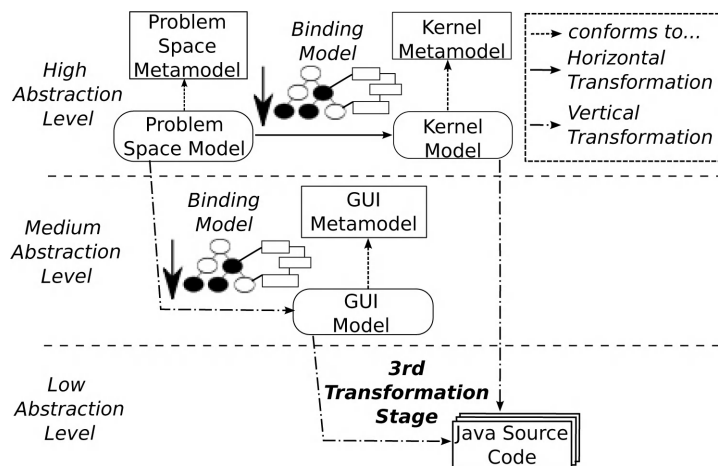 Problem
Space
Metamodel
Binding
Model
Kernel
Metamodel
conforms to...
Horizontal
Transformation
Vertical
Transformation
High
Abstraction
Level
Problem
Space Model
Kernel
Model
Medium
Abstraction
Level
Binding
Model
GUI
Metamodel
GUI
Model
Low
Abstraction
Level
3rd
Transformation
Stage
Java Source
Code